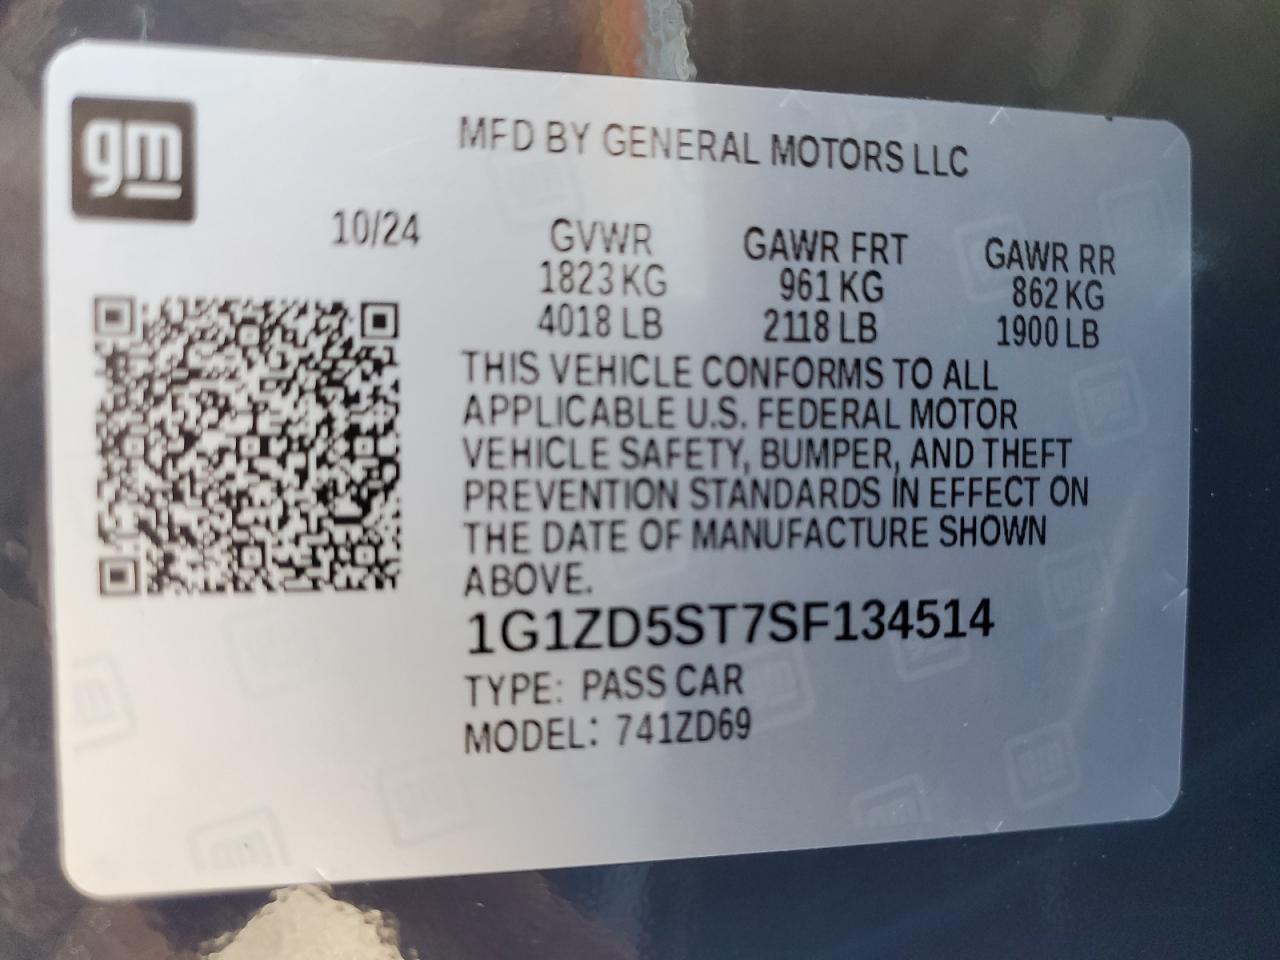 gm
MFD BY GENERAL MOTORS LLC
10/24 GVWR GAWR FRT GAWR RR
1823 KG 961 KG 862 KG
4018 LB 2118 LB 1900 LB
THIS VEHICLE CONFORMS TO ALL
APPLICABLE U.S. FEDERAL MOTOR
VEHICLE SAFETY, BUMPER, AND THEFT
PREVENTION STANDARDS IN EFFECT ON
THE DATE OF MANUFACTURE SHOWN
ABOVE.
1G1ZD5ST7SF134514
TYPE: PASS CAR
MODEL: 741ZD69